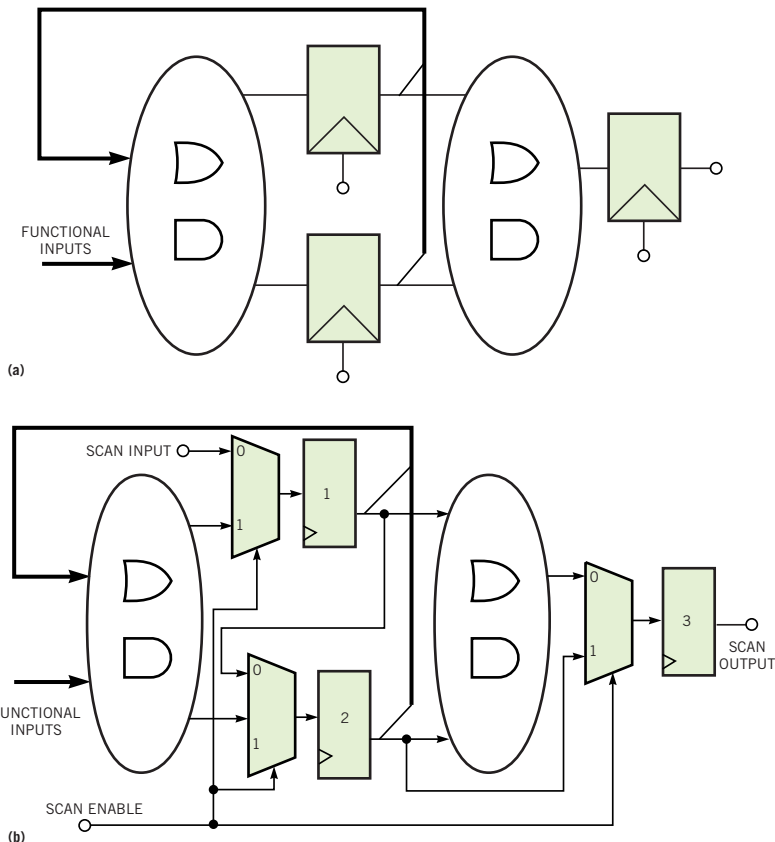 FUNCTIONAL
INPUTS
(a)
SCAN INPUT
0
1
1
0
1
2
0
1
3
SCAN
OUTPUT
UNCTIONAL
INPUTS
SCAN ENABLE
(b)